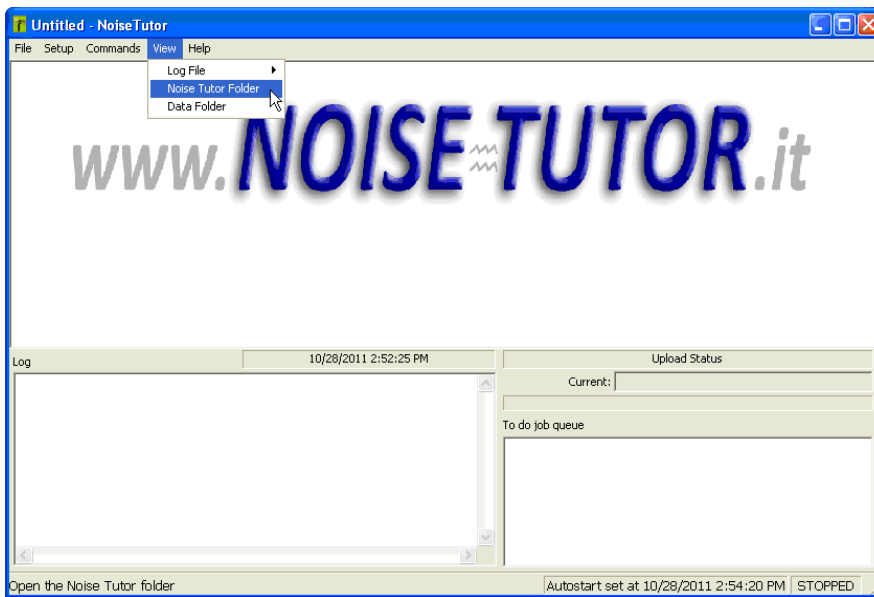 Untitled - NoiseTutor
File Setup Commands View Help
Log File
Noise Tutor Folder
Data Folder
www.NOISE TUTOR.it
Log
10/28/2011 2:52:25 PM
Upload Status
Current:
To do job queue
Open the Noise Tutor folder
Autostart set at 10/28/2011 2:54:20 PM
STOPPED